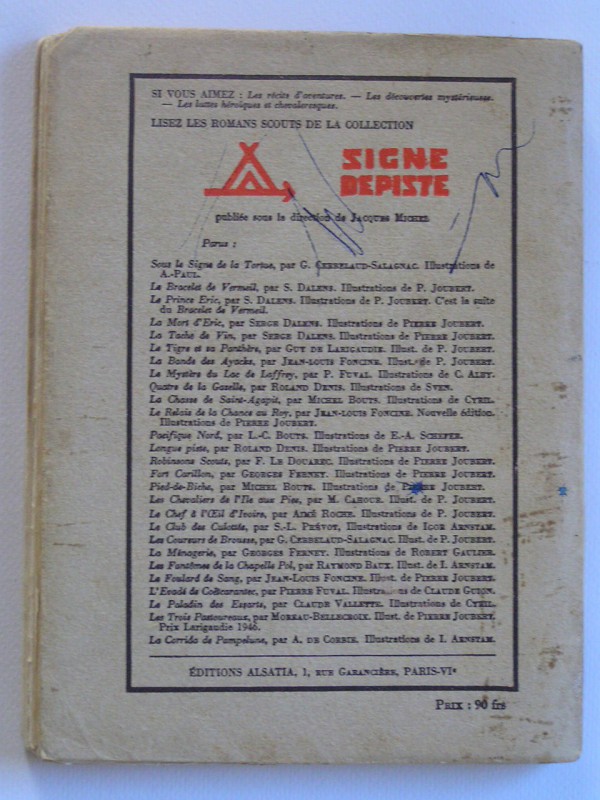 SI VOUS AIMEZ : Les récits d'aventures. — Les découvertes mystérieuses.
— Les luttes héroïques et chevaleresques.
LISEZ LES ROMANS SCOUTS DE LA COLLECTION
SIGNE
DE PISTE
publiée sous la direction de JACQUES MICHEL
Parus :
Sous le Signe de la Tortue, par G. CERBELAUD-SALAGNAC. Illustrations de
A.-PAUL.
Le Bracelet de Vermeil, par S. DALENS. Illustrations de P. JOUBERT.
Le Prince Eric, par S. DALENS. Illustrations de P. JOUBERT. C'est la suite
du Bracelet de Vermeil.
La Mort d'Eric, par SERGE DALENS. Illustrations de PIERRE JOUBERT.
La Tache de Vin, par SERGE DALENS. Illustrations de PIERRE JOUBERT.
Le Tigre et sa Panthère, par GUY DE LARIGAUDIE. Illust. de P. JOUBERT.
La Bande des Ayacks, par JEAN-LOUIS FONCINE. Illust. de P. JOUBERT.
Le Mystère du Lac de Laffrey, par P. FUVAL. Illustrations de C. ALEY.
Quatre de la Gazelle, par ROLAND DENIS. Illustrations de SVEN.
La Chasse de Saint-Agapit, par MICHEL BOUTS. Illustrations de CYRIL.
Le Relais de la Chance au Roy, par JEAN-LOUIS FONCINE. Nouvelle édition.
Illustrations de PIERRE JOUBERT.
Pacifique Nord, par L.-C. BOUTS. Illustrations de E.-A. SCHEFER.
Longue piste, par ROLAND DENIS. Illustrations de PIERRE JOUBERT.
Robinsons Scouts, par F. LE DOUAREC. Illustrations de PIERRE JOUBERT.
Fort Carillon, par GEORGES FERNEY. Illustrations de PIERRE JOUBERT.
Pied-de-Biche, par MICHEL BOUTS. Illustrations de PIERRE JOUBERT.
Les Chevaliers de l'Ile aux Pies, par M. CAHOUR. Illust. de P. JOUBERT.
Le Chef à l'Œil d'Ivoire, par AIMÉ ROCHE. Illust. de P. JOUBERT.
Le Club des Culottés, par S.-L. PRÉVOT, Illustrations de IGOR ARNSTAM.
Les Coureurs de Brousse, par G. CERBELAUD-SALAGNAC. Illust. de P. JOUBERT.
La Ménagerie, par GEORGES FERNEY. Illustrations de ROBERT GAULIER.
Les Fantômes de la Chapelle Pol, par RAYMOND BAUX. Illust. de I. ARNSTAM.
Le Foulard de Sang, par JEAN-LOUIS FONCINE. Illust. de PIERRE JOUBERT.
L'Evadé de par PIERRE FUVAL. Illustrations de CLAUDE
Le Paladin des Essarts, par CLAUDE VALLETTE. Illustrations de CYRIL.
Les Trois Pastoureaux, par MOREAU-BELLECROIX. Illust. de PIERRE JOUBERT.
Prix Larigaudie 1946.
La Corrida de Pampelune, par A. DE CORBIE. Illustrations de I. ARNSTAM.
ÉDITIONS ALSATIA, 1, RUE GARANCIÈRE, PARIS-VIe
PRIX : 90 frs